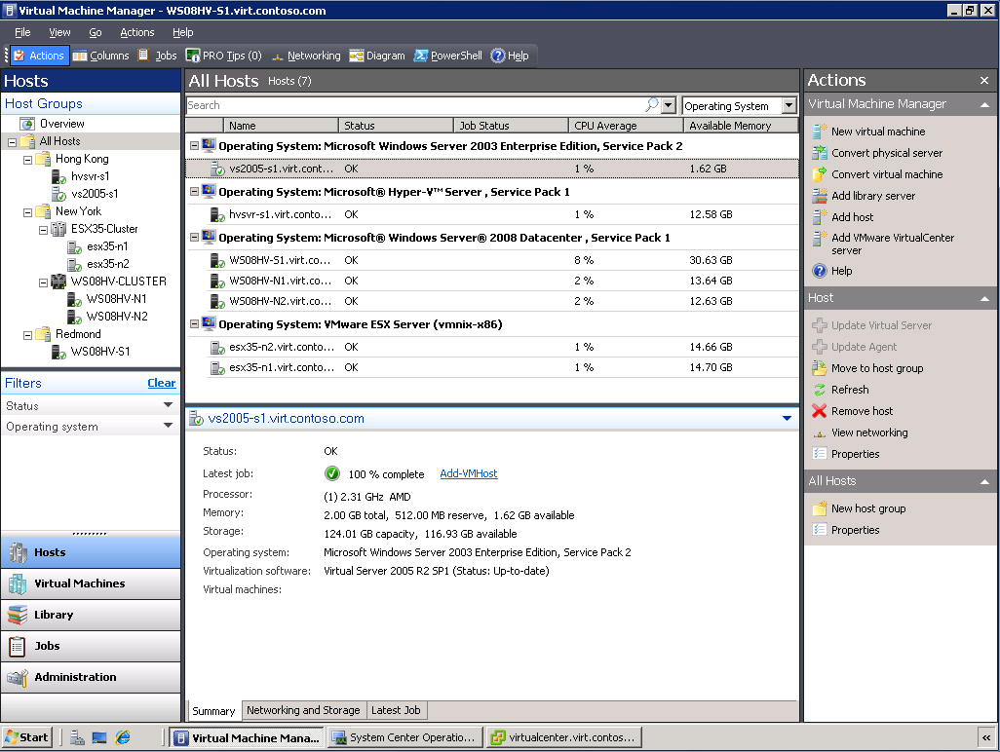 Virtual Machine Manager - WS08HV-S1.virt.contoso.com
File View Go Actions Help
Actions Columns Jobs PRO Tips (0) Networking Diagram PowerShell Help
Hosts
Host Groups
Overview
All Hosts
Hong Kong
hvsvr-s1
vs2005-s1
New York
ESX35-Cluster
esx35-n1
esx35-n2
WS08HV-CLUSTER
WS08HV-N1
WS08HV-N2
Redmond
WS08HV-S1
Filters Clear
Status
Operating system
Hosts
Virtual Machines
Library
Jobs
Administration
All Hosts Hosts (7)
Search Operating System
Name Status Job Status CPU Average Available Memory
Operating System: Microsoft Windows Server 2003 Enterprise Edition, Service Pack 2
vs2005-s1.virt.cont... OK 1 % 1.62 GB
Operating System: Microsoft® Hyper-V™ Server , Service Pack 1
hvsvr-s1.virt.conto... OK 1 % 12.58 GB
Operating System: Microsoft® Windows Server® 2008 Datacenter , Service Pack 1
WS08HV-S1.virt.co... OK 8 % 30.63 GB
WS08HV-N1.virt.co... OK 2 % 13.64 GB
WS08HV-N2.virt.co... OK 2 % 12.63 GB
Operating System: VMware ESX Server (vmnix-x86)
esx35-n2.virt.conto... OK 1 % 14.66 GB
esx35-n1.virt.conto... OK 1 % 14.70 GB
vs2005-s1.virt.contoso.com
Status: OK
Latest job: 100 % complete Add-VMHost
Processor: (1) 2.31 GHz AMD
Memory: 2.00 GB total, 512.00 MB reserve, 1.62 GB available
Storage: 124.01 GB capacity, 116.93 GB available
Operating system: Microsoft Windows Server 2003 Enterprise Edition, Service Pack 2
Virtualization software: Virtual Server 2005 R2 SP1 (Status: Up-to-date)
Virtual machines:
Summary Networking and Storage Latest Job
Actions
Virtual Machine Manager
New virtual machine
Convert physical server
Convert virtual machine
Add library server
Add host
Add VMware VirtualCenter
server
Help
Host
Update Virtual Server
Update Agent
Move to host group
Refresh
Remove host
View networking
Properties
All Hosts
New host group
Properties
Start Virtual Machine Mana... System Center Operatio... virtualcenter.virt.contos... «